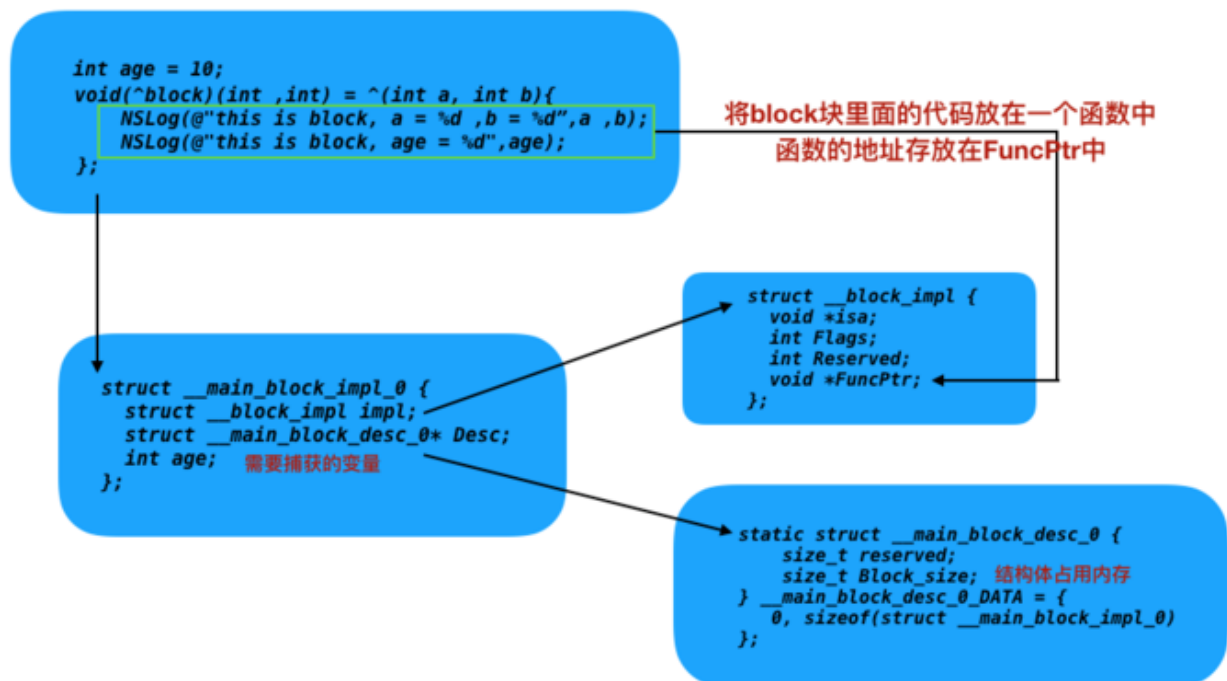 int age = 10;
void(^block)(int ,int) = ^(int a, int b){
NSLog(@"this is block, a = %d ,b = %d”,a ,b);
NSLog(@"this is block, age = %d",age);
};
将block块里面的代码放在一个函数中
函数的地址存放在FuncPtr中
struct __block_impl {
void *isa;
int Flags;
int Reserved;
void *FuncPtr;
};
struct __main_block_impl_0 {
struct __block_impl impl;
struct __main_block_desc_0* Desc;
int age; 需要捕获的变量
};
static struct __main_block_desc_0 {
size_t reserved;
size_t Block_size; 结构体占用内存
} __main_block_desc_0_DATA = {
0, sizeof(struct __main_block_impl_0)
};